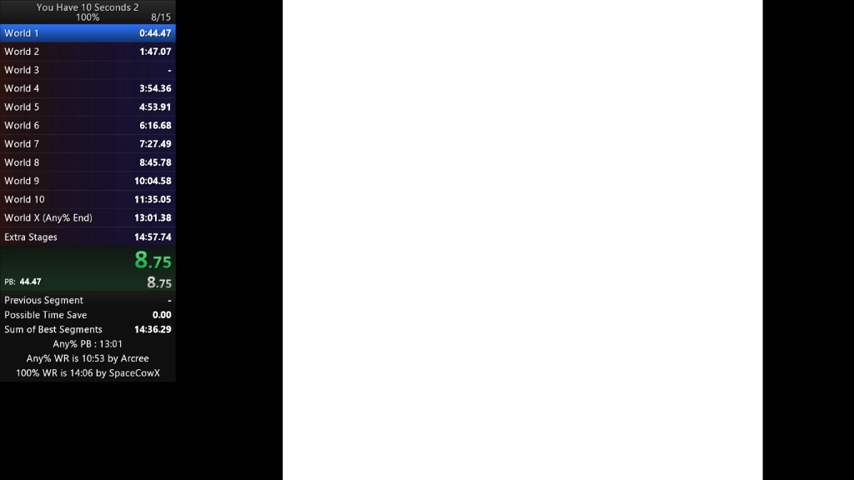 You Have 10 Seconds 2
100% 8/15
World 1 0:44.47
World 2 1:47.07
World 3 -
World 4 3:54.36
World 5 4:53.91
World 6 6:16.68
World 7 7:27.49
World 8 8:45.78
World 9 10:04.58
World 10 11:35.05
World X (Any% End) 13:01.38
Extra Stages 14:57.74
8.75
PB: 44.47 8.75
Previous Segment -
Possible Time Save 0.00
Sum of Best Segments 14:36.29
Any% PB : 13:01
Any% WR is 10:53 by Arcree
100% WR is 14:06 by SpaceCowX